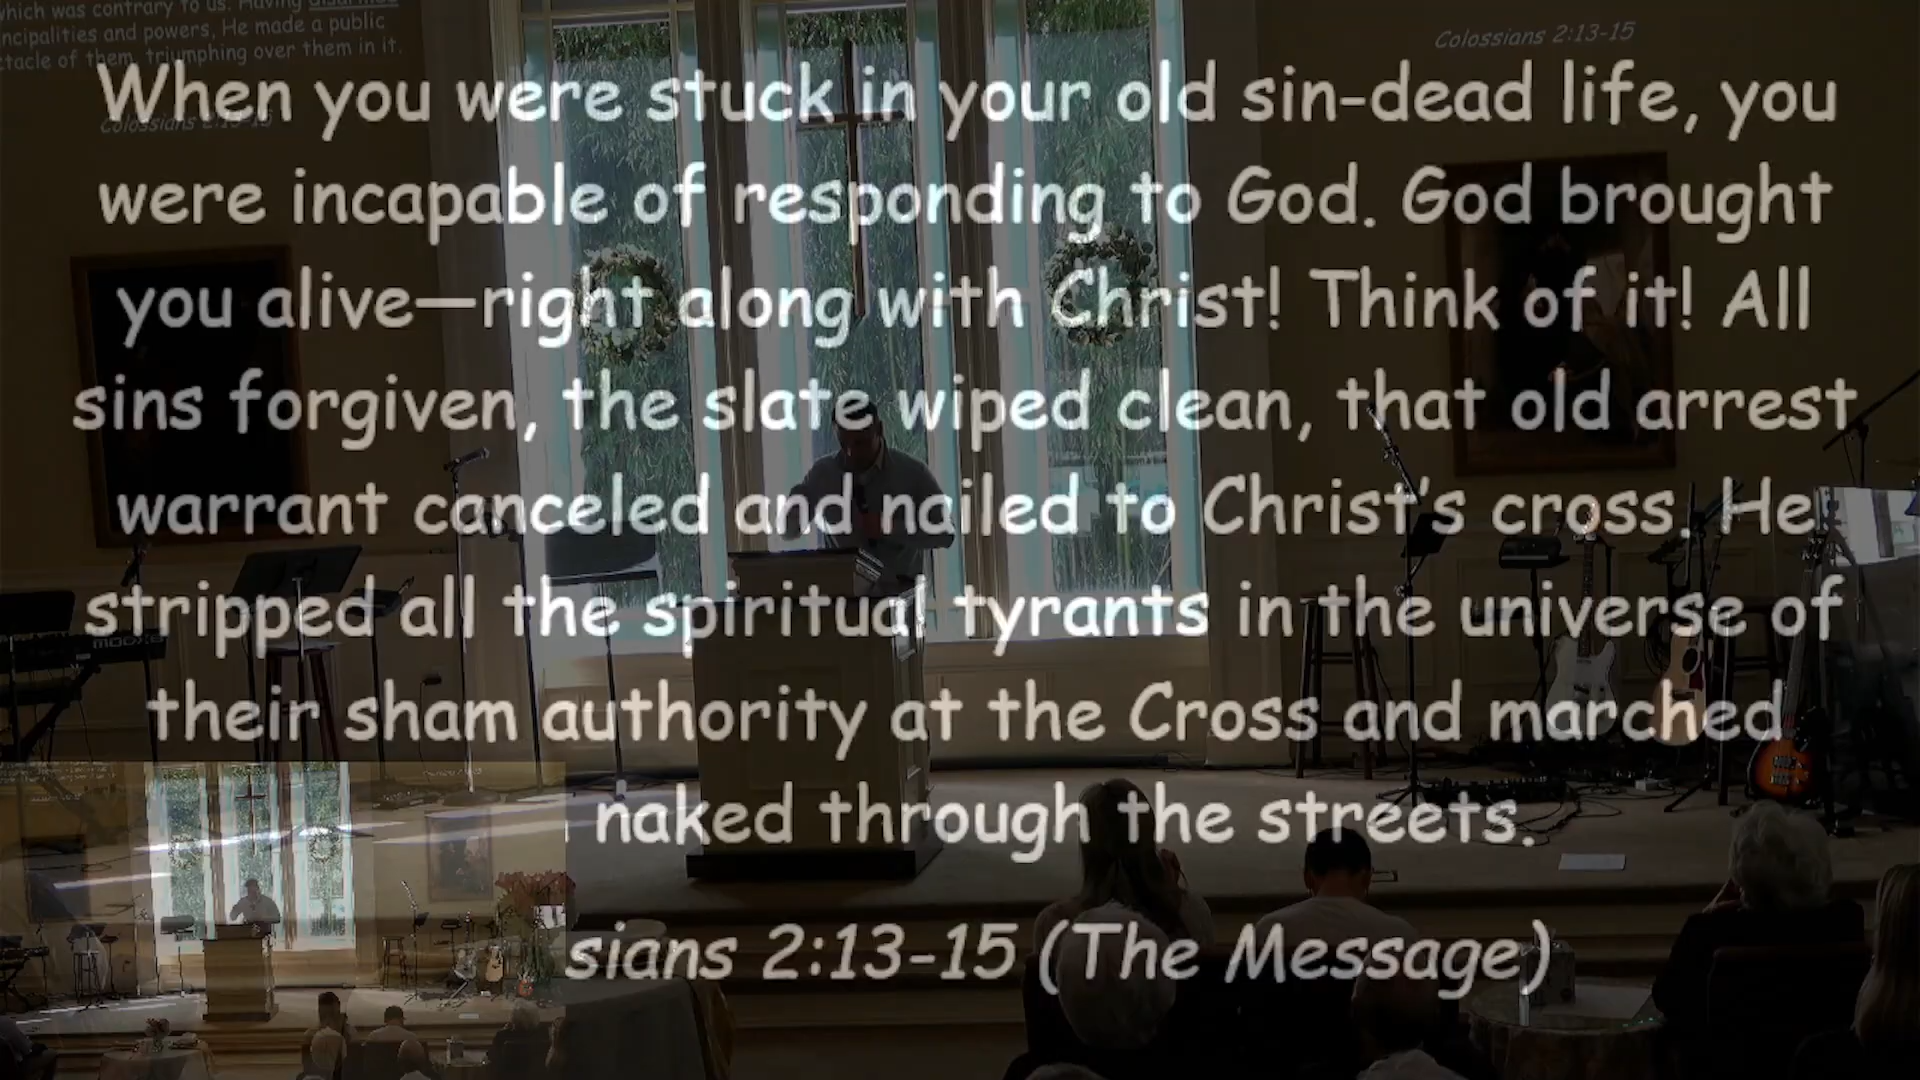 which was contrary to us. Having disarmed
ncipalities and powers, He made a public
ctacle of them, triumphing over them in it.
Colossians 2:13-15
Colossians 2:13-15
When you were stuck in your old sin-dead life, you
were incapable of responding to God. God brought
you alive—right along with Christ! Think of it! All
sins forgiven, the slate wiped clean, that old arrest
warrant canceled and nailed to Christ's cross. He
stripped all the spiritual tyrants in the universe of
their sham authority at the Cross and marched
naked through the streets.
sians 2:13-15 (The Message)
MODX8